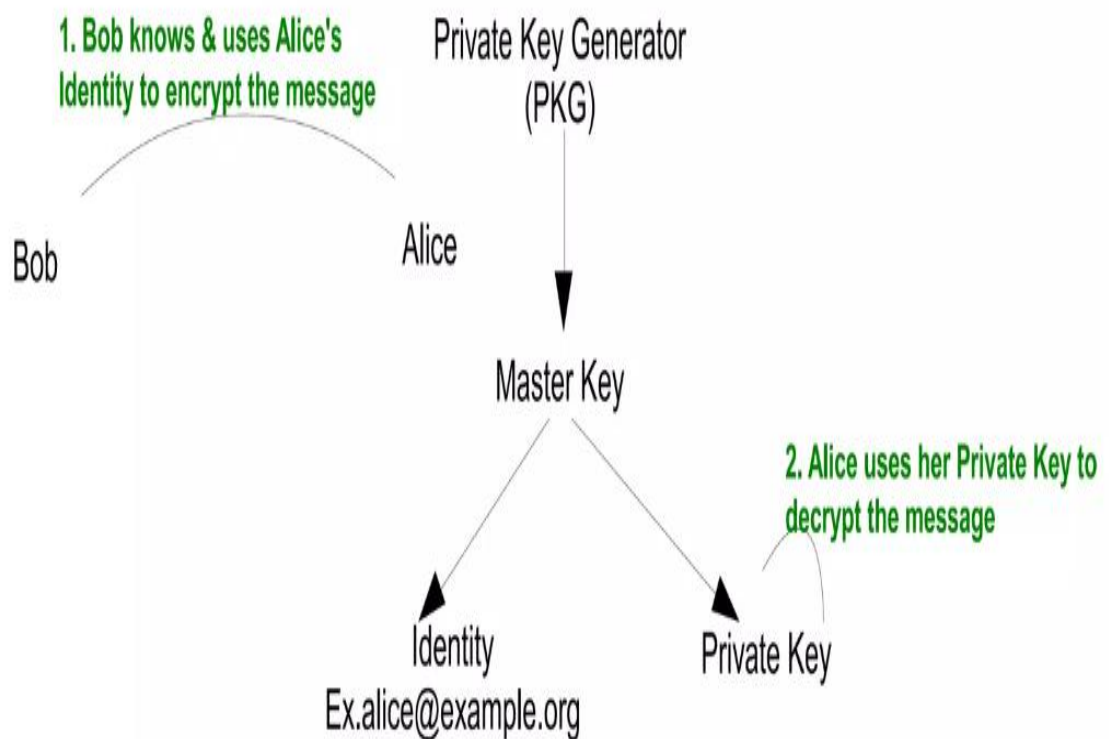 1. Bob knows & uses Alice's
Identity to encrypt the message
Private Key Generator
(PKG)
Bob
Alice
Master Key
2. Alice uses her Private Key to
decrypt the message
Identity
Ex.alice@example.org
Private Key